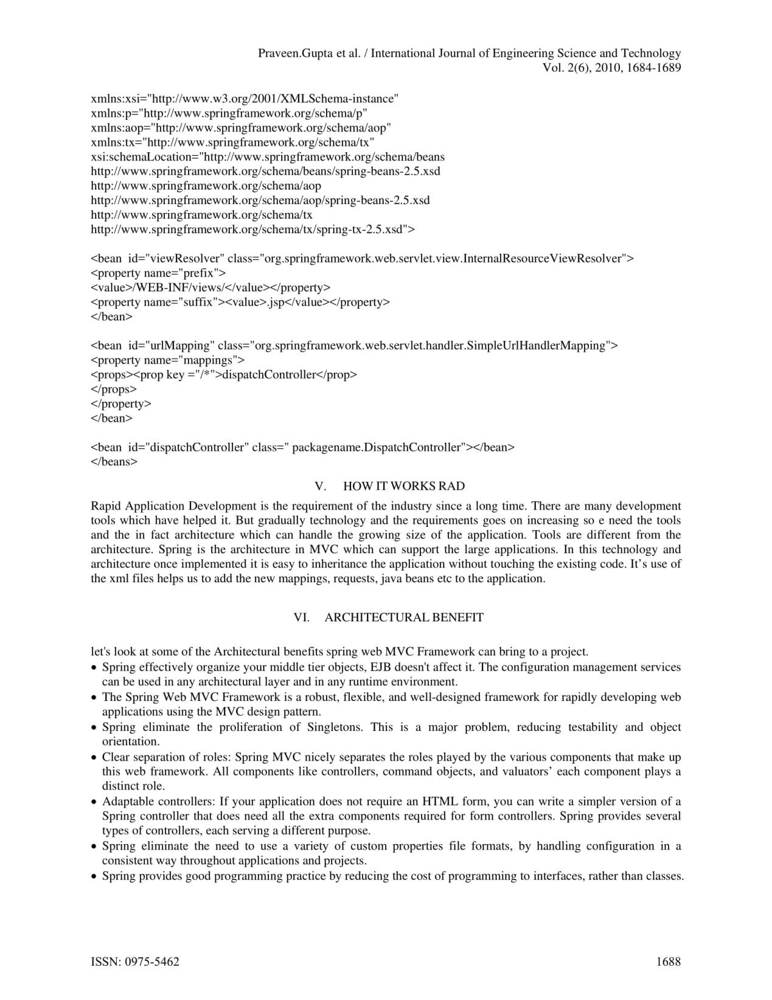 Praveen.Gupta et al. / International Journal of Engineering Science and Technology
Vol. 2(6), 2010, 1684-1689
xmlns:xsi="http://www.w3.org/2001/XMLSchema-instance"
xmlns:p="http://www.springframework.org/schema/p"
xmlns:aop="http://www.springframework.org/schema/aop"
xmlns:tx="http://www.springframework.org/schema/tx"
xsi:schemaLocation="http://www.springframework.org/schema/beans
http://www.springframework.org/schema/beans/spring-beans-2.5.xsd
http://www.springframework.org/schema/aop
http://www.springframework.org/schema/aop/spring-beans-2.5.xsd
http://www.springframework.org/schema/tx
http://www.springframework.org/schema/tx/spring-tx-2.5.xsd">
<bean  id="viewResolver" class="org.springframework.web.servlet.view.InternalResourceViewResolver">
<property name="prefix">
<value>/WEB-INF/views/</value></property>
<property name="suffix"><value>.jsp</value></property>
</bean>
<bean  id="urlMapping" class="org.springframework.web.servlet.handler.SimpleUrlHandlerMapping">
<property name="mappings">
<props><prop key ="/*">dispatchController</prop>
</props>
</property>
</bean>
<bean  id="dispatchController" class=" packagename.DispatchController"></bean>
</beans>
V. HOW IT WORKS RAD
Rapid Application Development is the requirement of the industry since a long time. There are many development
tools which have helped it. But gradually technology and the requirements goes on increasing so e need the tools
and the in fact architecture which can handle the growing size of the application. Tools are different from the
architecture. Spring is the architecture in MVC which can support the large applications. In this technology and
architecture once implemented it is easy to inheritance the application without touching the existing code. It’s use of
the xml files helps us to add the new mappings, requests, java beans etc to the application.
VI. ARCHITECTURAL BENEFIT
let's look at some of the Architectural benefits spring web MVC Framework can bring to a project.
• Spring effectively organize your middle tier objects, EJB doesn't affect it. The configuration management services
can be used in any architectural layer and in any runtime environment.
• The Spring Web MVC Framework is a robust, flexible, and well-designed framework for rapidly developing web
applications using the MVC design pattern.
• Spring eliminate the proliferation of Singletons. This is a major problem, reducing testability and object
orientation.
• Clear separation of roles: Spring MVC nicely separates the roles played by the various components that make up
this web framework. All components like controllers, command objects, and valuators’ each component plays a
distinct role.
• Adaptable controllers: If your application does not require an HTML form, you can write a simpler version of a
Spring controller that does need all the extra components required for form controllers. Spring provides several
types of controllers, each serving a different purpose.
• Spring eliminate the need to use a variety of custom properties file formats, by handling configuration in a
consistent way throughout applications and projects.
• Spring provides good programming practice by reducing the cost of programming to interfaces, rather than classes.
ISSN: 0975-5462 1688